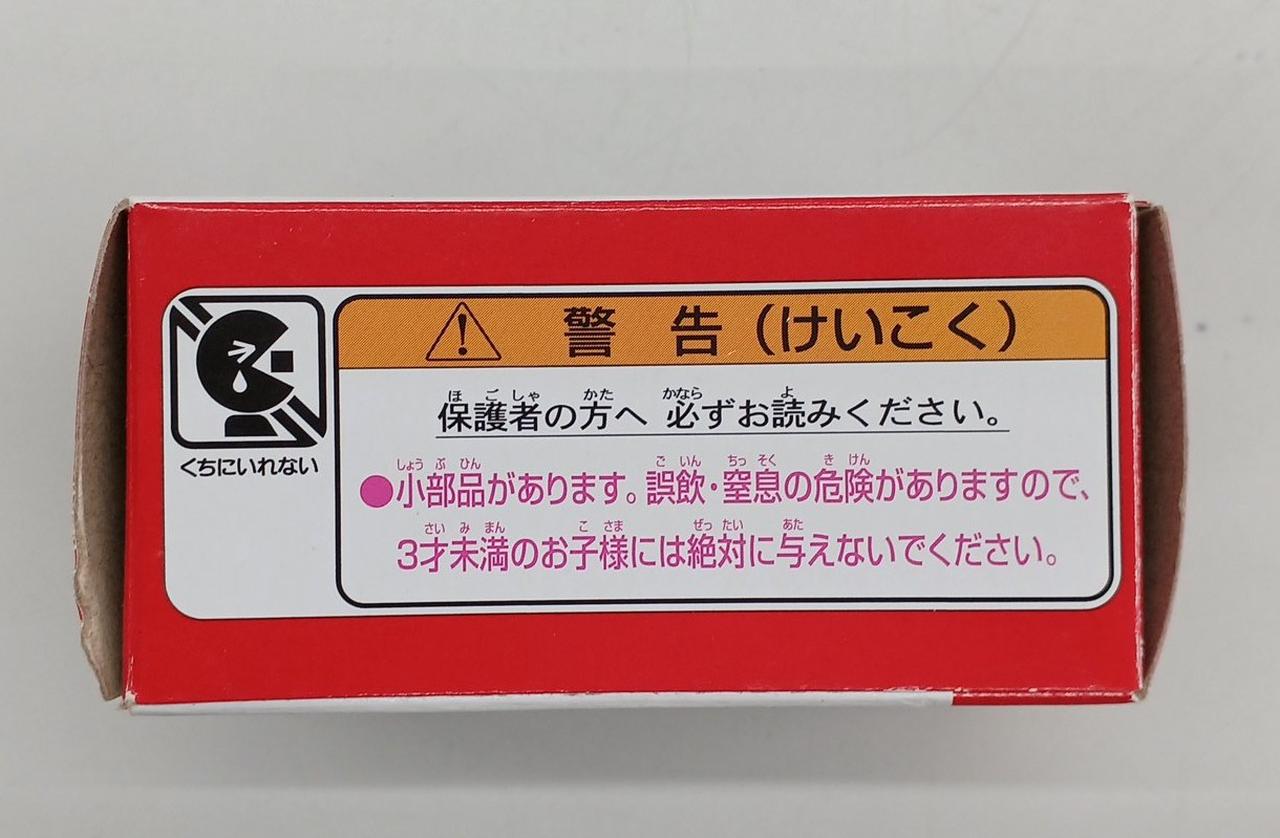 警告（けいこく）
保護者の方へ 必ずお読みください。
くちにいれない
●小部品があります。誤飲・窒息の危険がありますので、
3才未満のお子様には絶対に与えないでください。